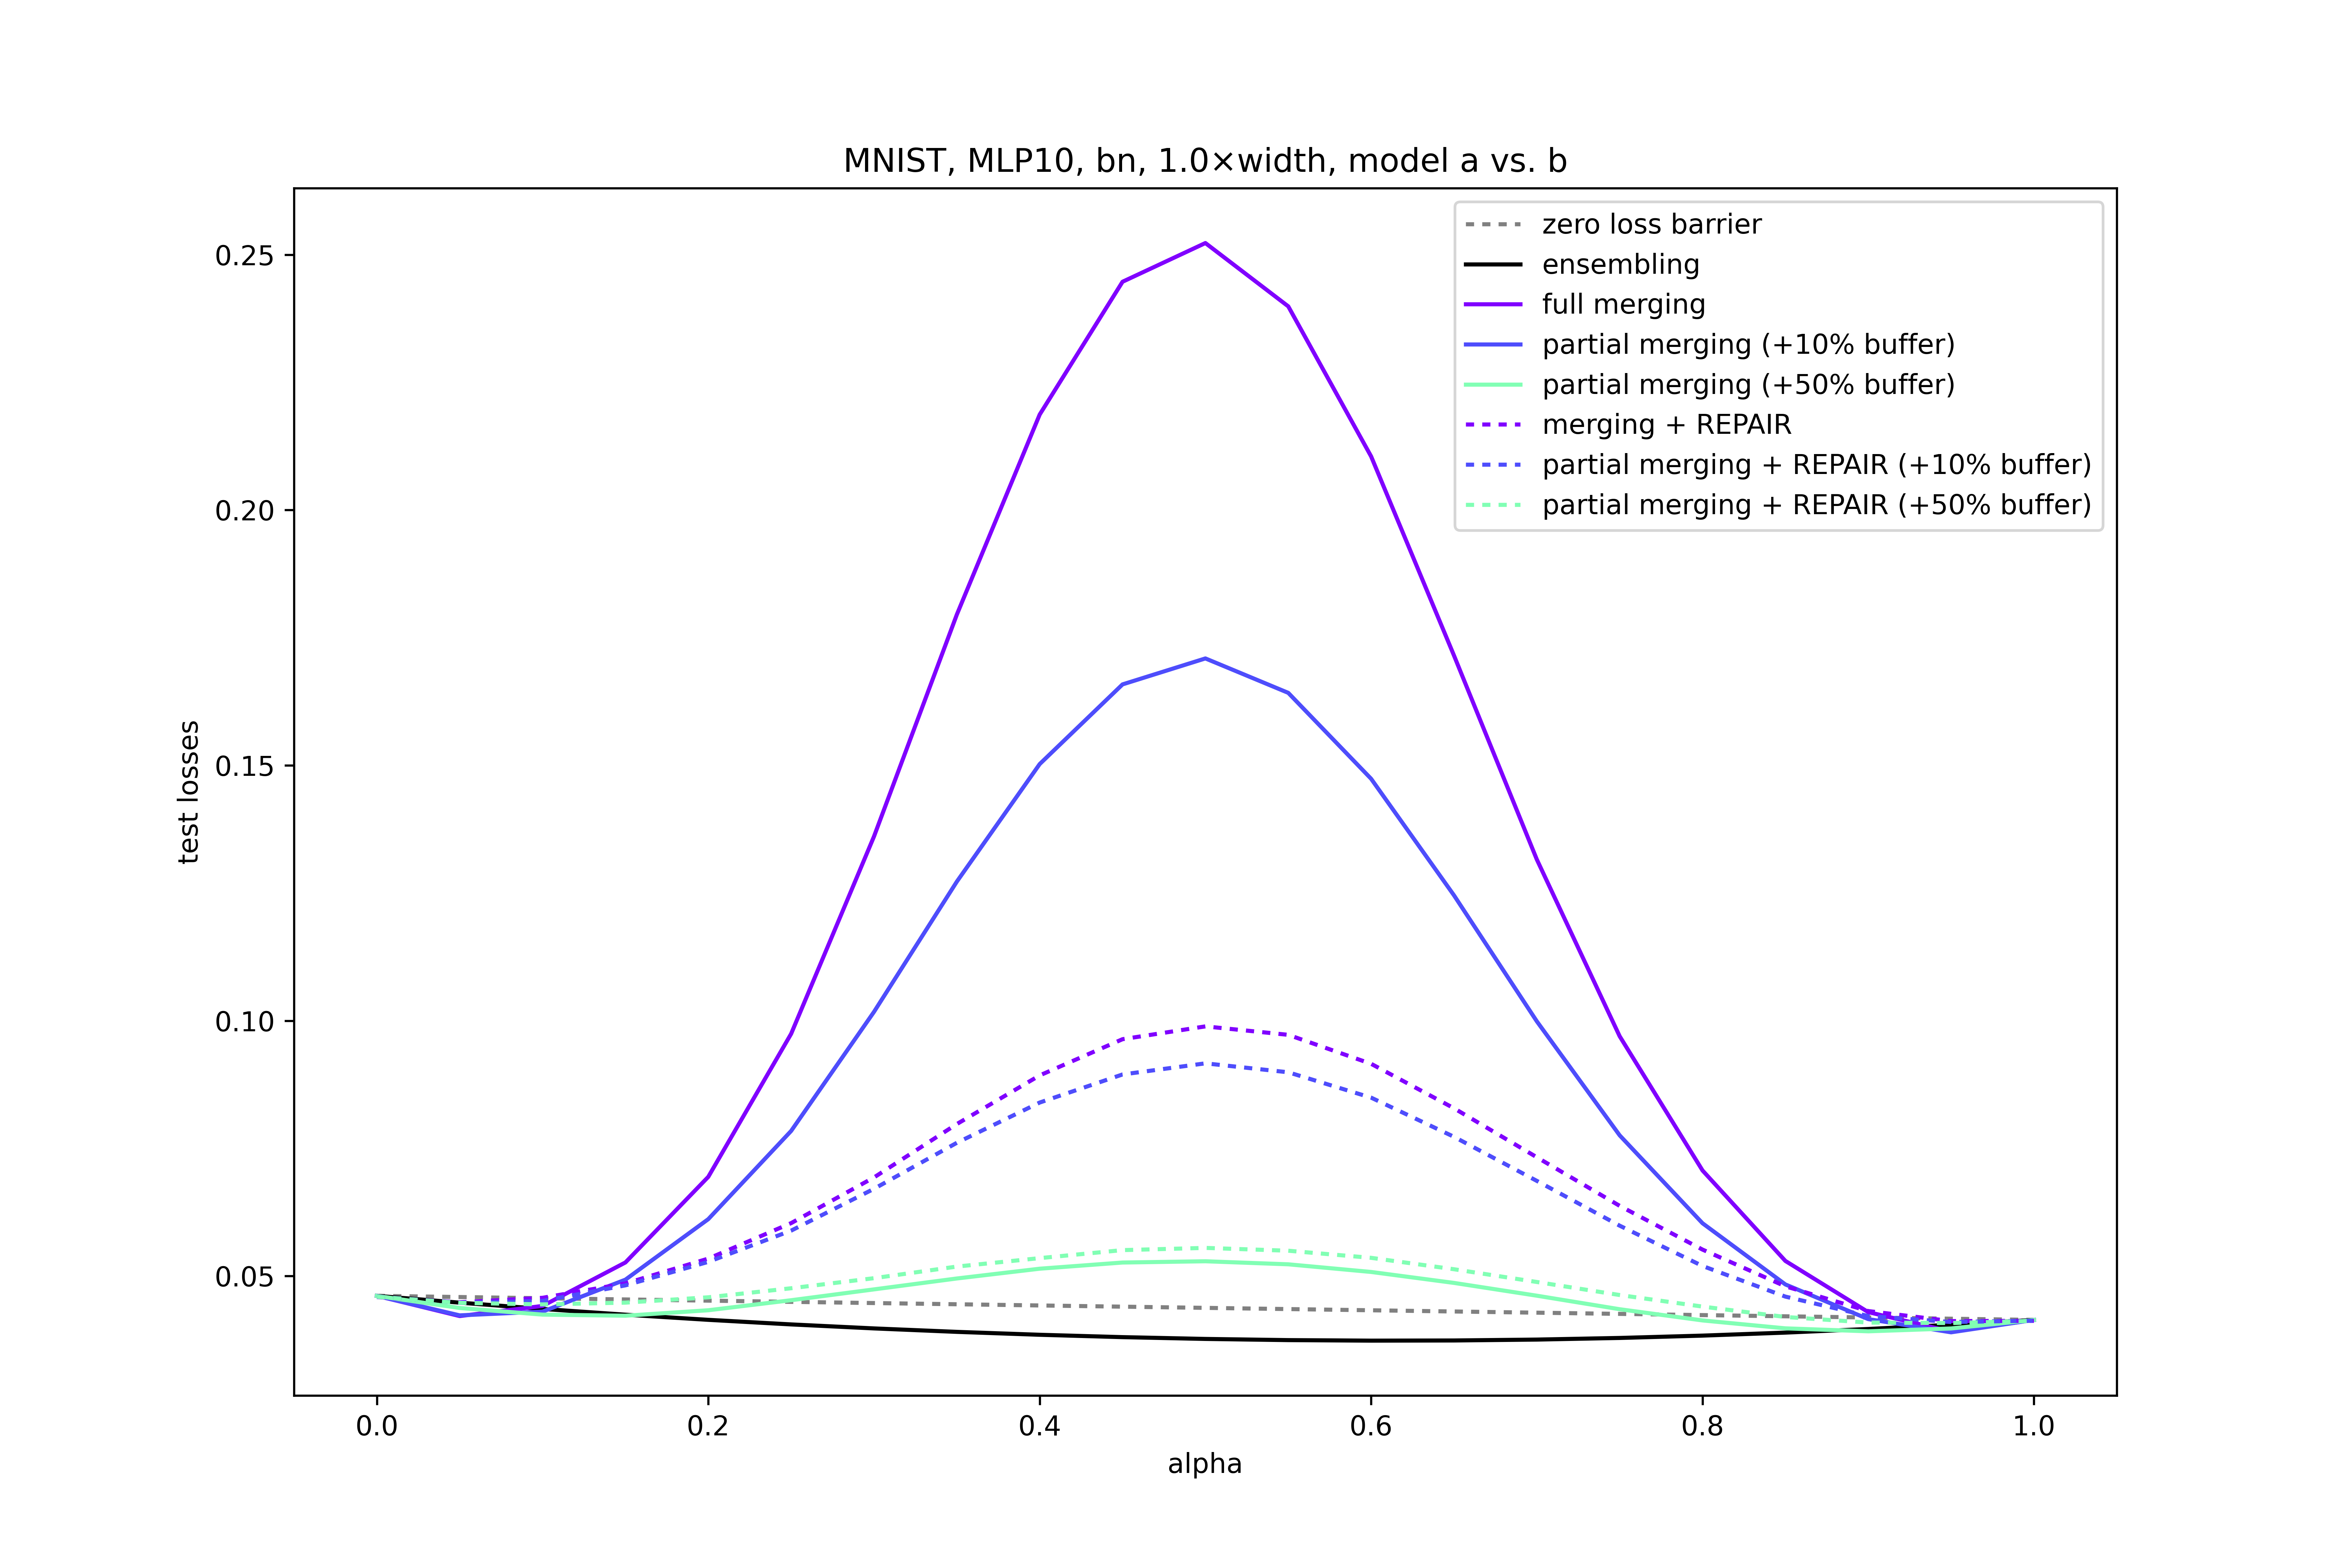 MNIST, MLP10, bn, 1.0×width, model a vs. b
zero loss barrier
ensembling
full merging
partial merging (+10% buffer)
partial merging (+50% buffer)
merging + REPAIR
partial merging + REPAIR (+10% buffer)
partial merging + REPAIR (+50% buffer)
0.25
0.20
0.15
0.10
0.05
test losses
0.0 0.2 0.4 0.6 0.8 1.0
alpha